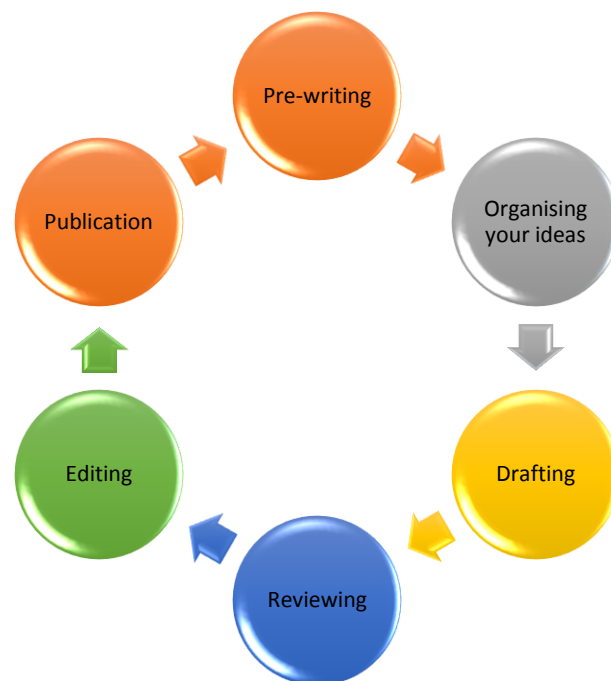 Pre-writing
Organising
your ideas
Drafting
Reviewing
Editing
Publication